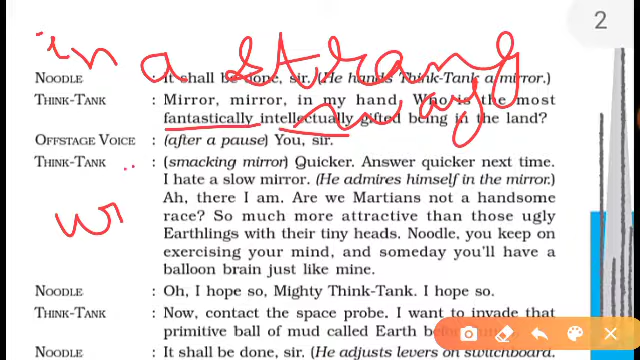 2
in a strang
way
NOODLE : It shall be done, sir. (He hands Think-Tank a mirror.)
THINK-TANK : Mirror, mirror, in my hand. Who is the most
fantastically intellectually gifted being in the land?
OFFSTAGE VOICE : (after a pause) You, sir.
THINK-TANK : (smacking mirror) Quicker. Answer quicker next time.
I hate a slow mirror. (He admires himself in the mirror.)
Ah, there I am. Are we Martians not a handsome
race? So much more attractive than those ugly
Earthlings with their tiny heads. Noodle, you keep on
exercising your mind, and someday you'll have a
balloon brain just like mine.
wi
NOODLE : Oh, I hope so, Mighty Think-Tank. I hope so.
THINK-TANK : Now, contact the space probe. I want to invade that
primitive ball of mud called Earth
NOODLE : It shall be done, sir. (He adjusts levers on switchboard.